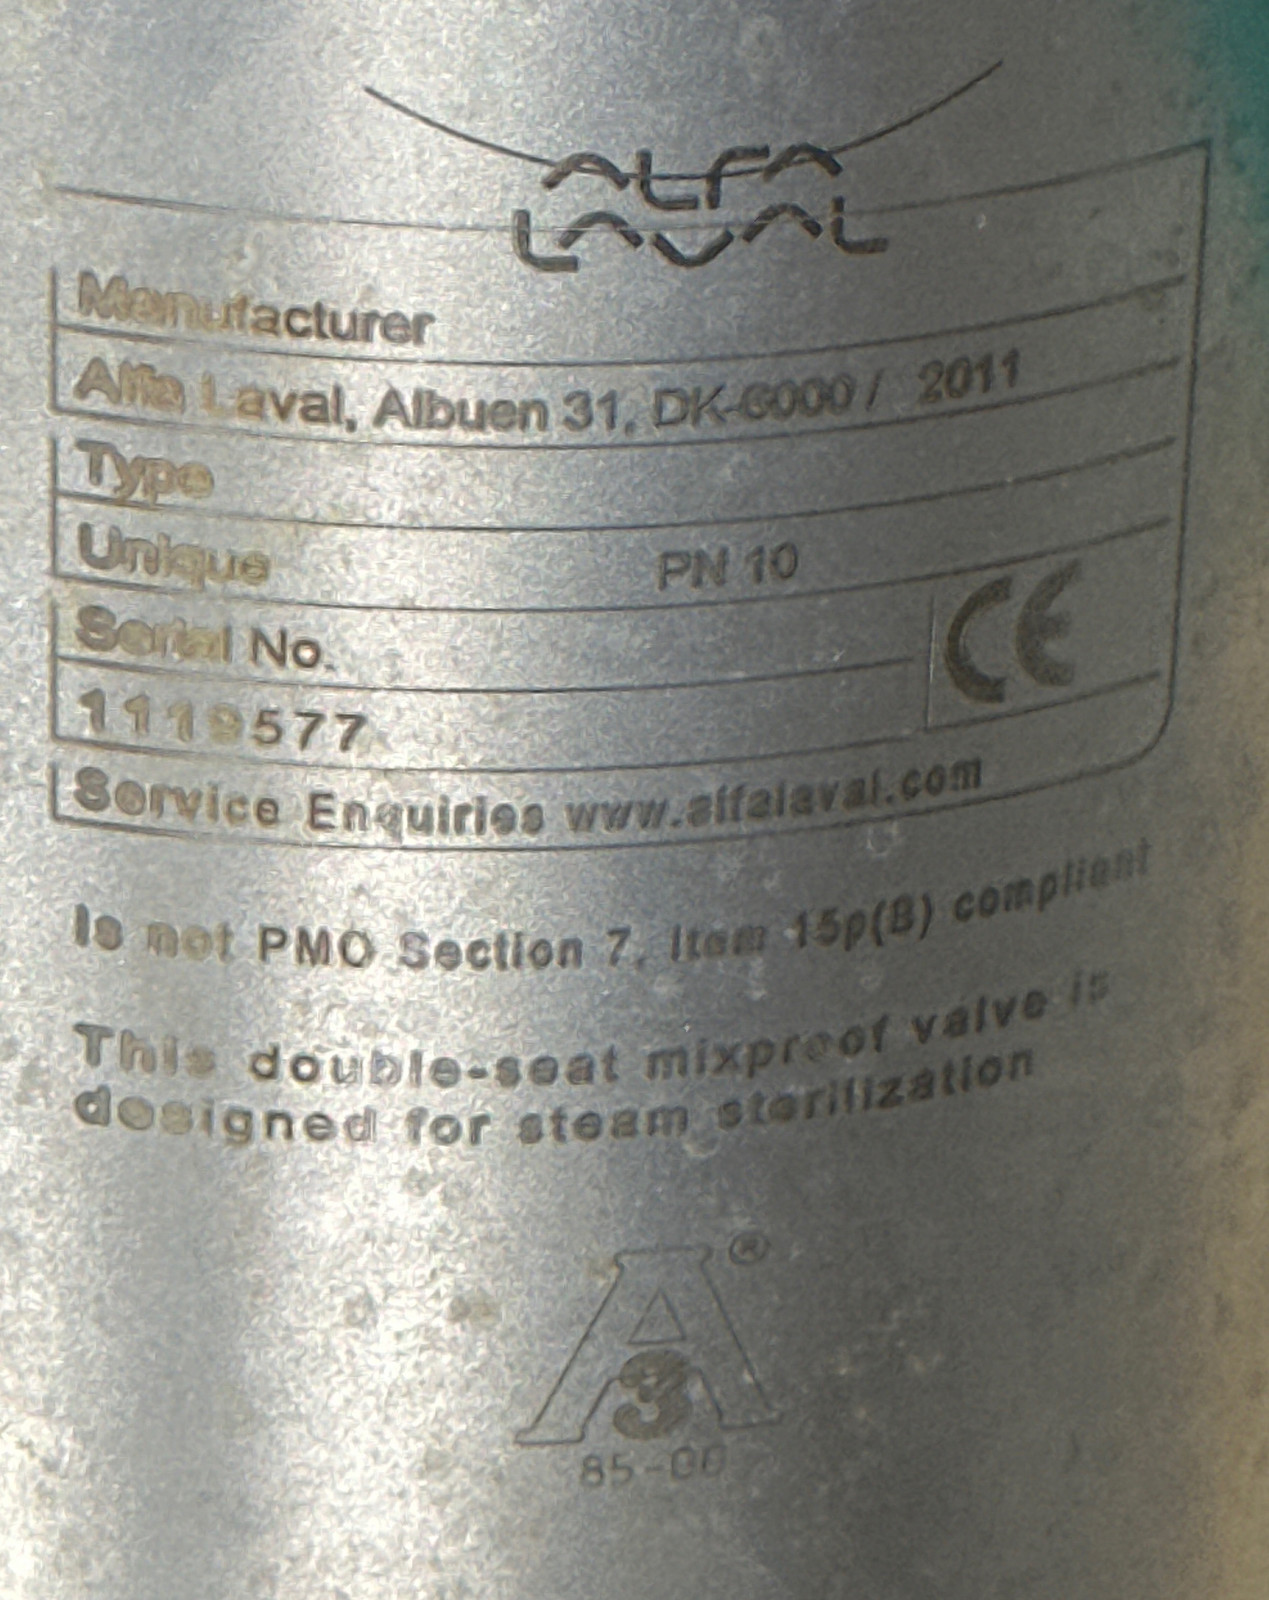 ALFA
LAVAL
Manufacturer
Alfa Laval, Albuen 31, DK-6000 / 2011
Type
Unique PN 10
Serial No.
CE
1119577
Service Enquiries www.alfalaval.com
Is not PMO Section 7, Item 15p(B) compliant
This double-seat mixproof valve is
designed for steam sterilization
A®
3
85-00